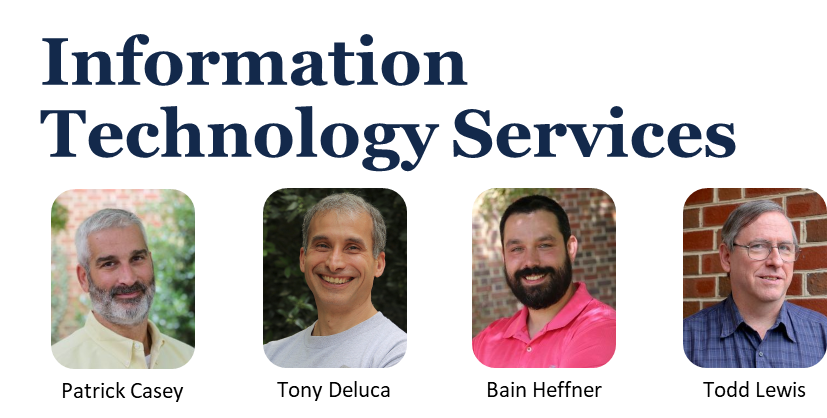 Information
Technology Services
Patrick Casey
Tony Deluca
Bain Heffner
Todd Lewis